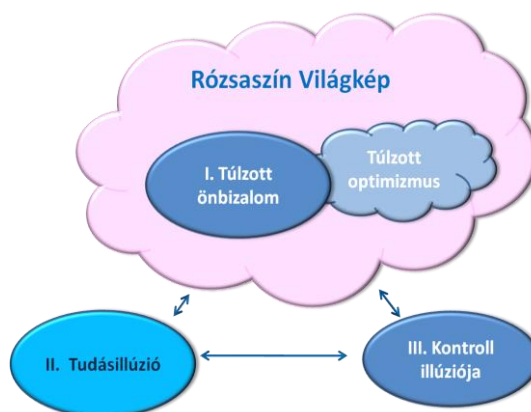 Rózsaszín Világkép
I. Túlzott
önbizalom
Túlzott
optimizmus
II. Tudásillúzió
III. Kontroll
illúziója